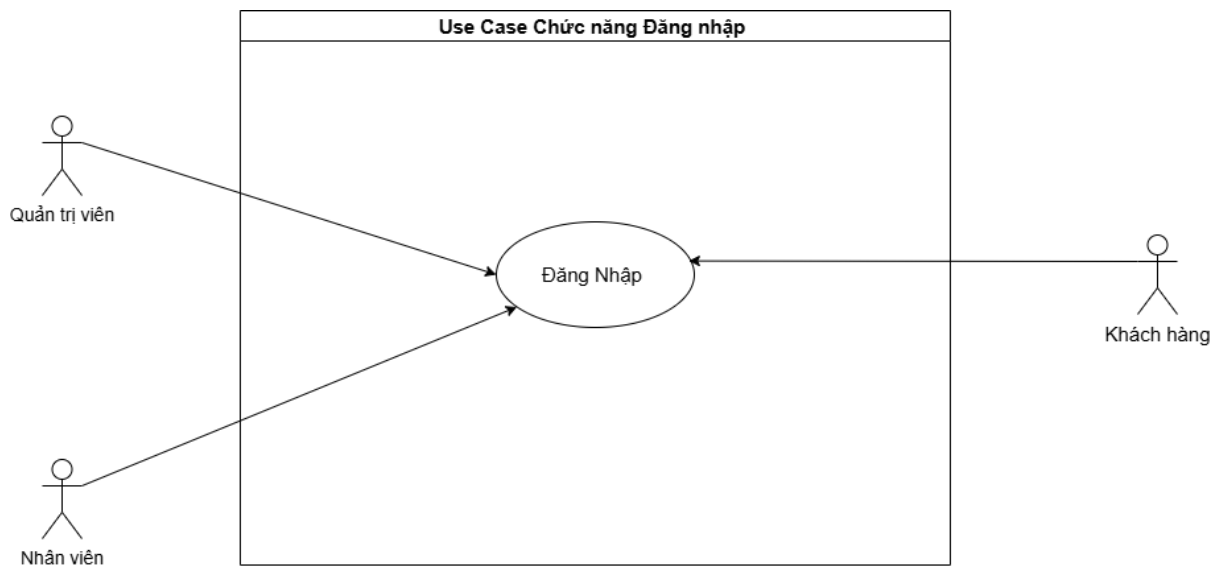 Use Case Chức năng Đăng nhập
Quản trị viên
Đăng Nhập
Khách hàng
Nhân viên